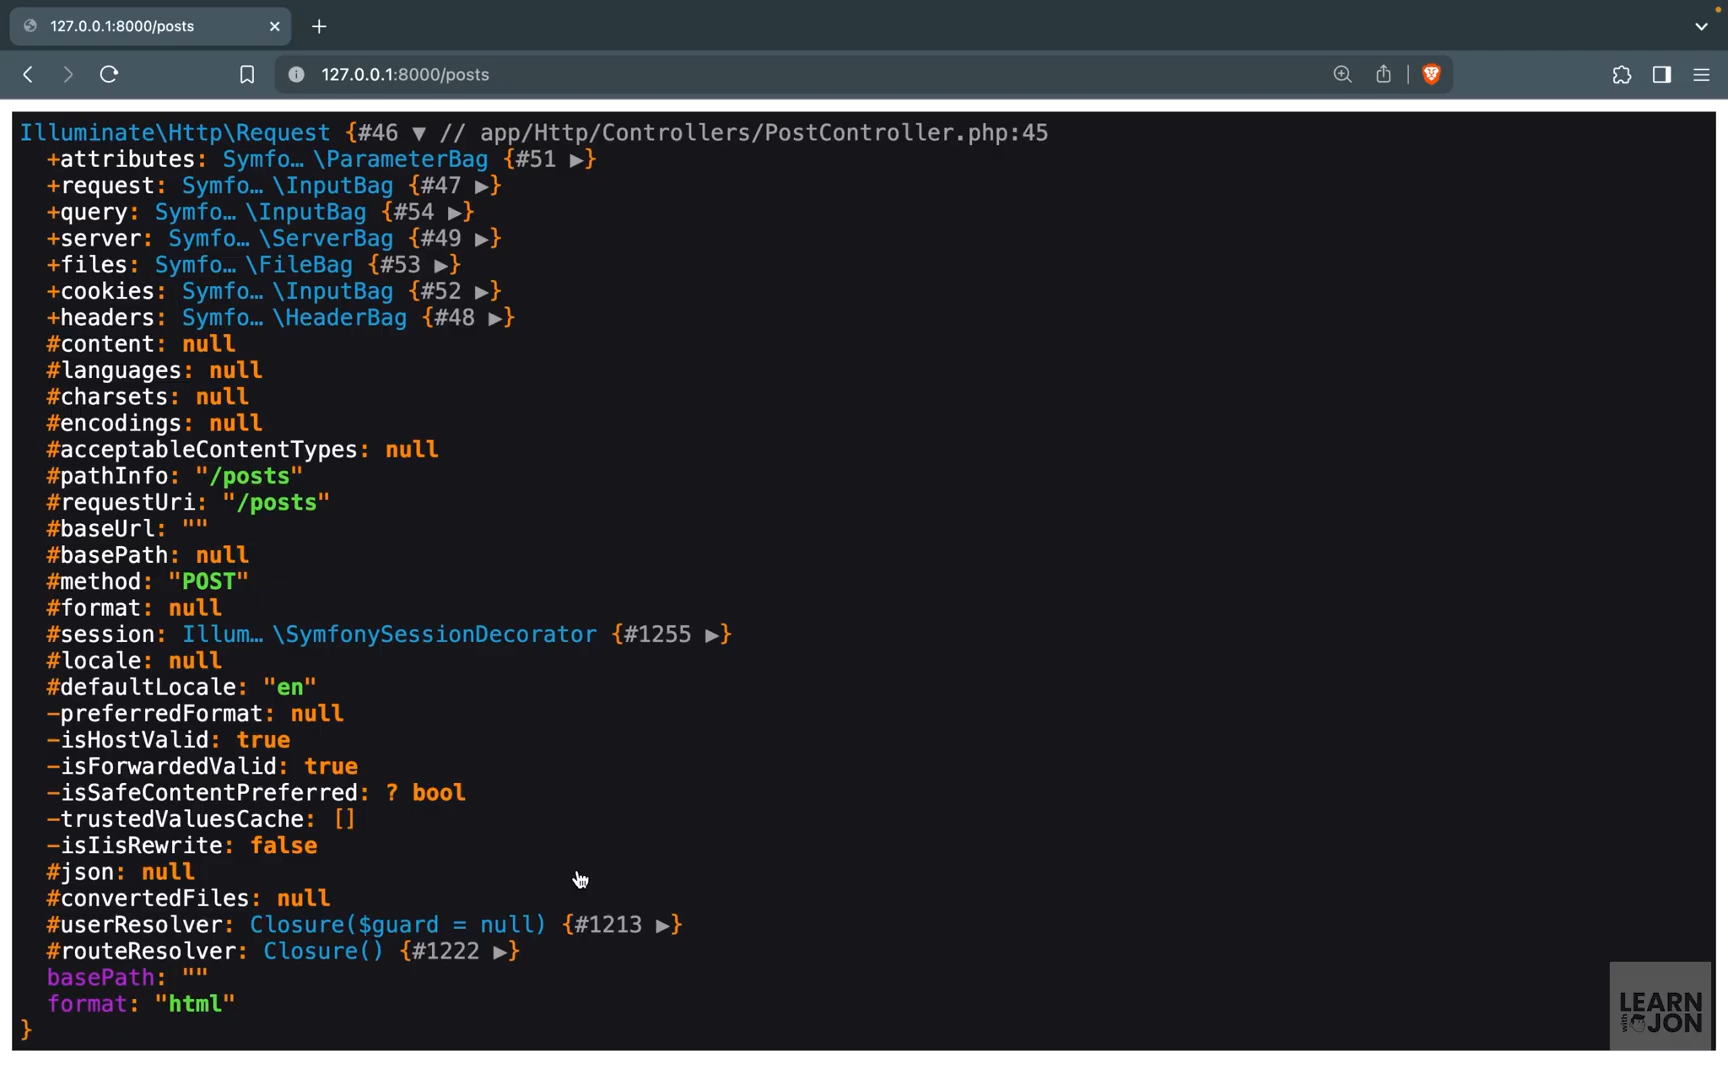 127.0.0.1:8000/posts
127.0.0.1:8000/posts
Illuminate\Http\Request {#46 ▼ // app/Http/Controllers/PostController.php:45
+attributes: Symfo… \ParameterBag {#51 ▶}
+request: Symfo… \InputBag {#47 ▶}
+query: Symfo… \InputBag {#54 ▶}
+server: Symfo… \ServerBag {#49 ▶}
+files: Symfo… \FileBag {#53 ▶}
+cookies: Symfo… \InputBag {#52 ▶}
+headers: Symfo… \HeaderBag {#48 ▶}
#content: null
#languages: null
#charsets: null
#encodings: null
#acceptableContentTypes: null
#pathInfo: "/posts"
#requestUri: "/posts"
#baseUrl: ""
#basePath: null
#method: "POST"
#format: null
#session: Illum… \SymfonySessionDecorator {#1255 ▶}
#locale: null
#defaultLocale: "en"
-preferredFormat: null
-isHostValid: true
-isForwardedValid: true
-isSafeContentPreferred: ? bool
-trustedValuesCache: []
-isIisRewrite: false
#json: null
#convertedFiles: null
#userResolver: Closure($guard = null) {#1213 ▶}
#routeResolver: Closure() {#1222 ▶}
basePath: ""
format: "html"
}
LEARN
with JON